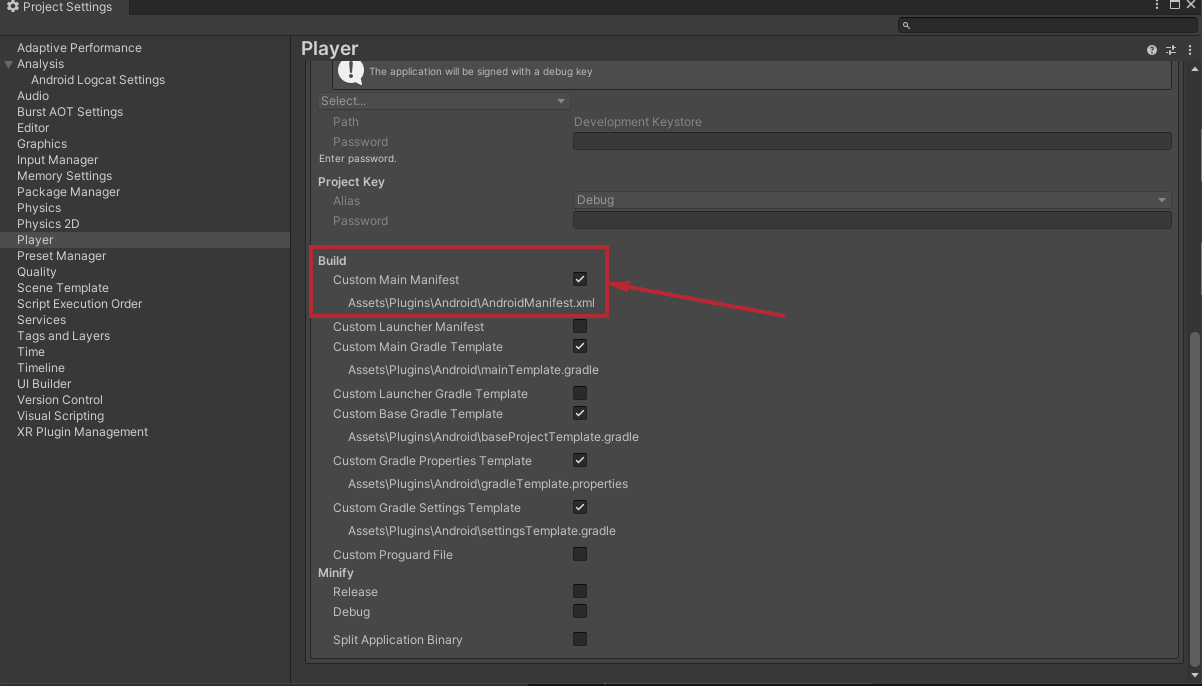 Project Settings
Adaptive Performance
Analysis
Android Logcat Settings
Audio
Burst AOT Settings
Editor
Graphics
Input Manager
Memory Settings
Package Manager
Physics
Physics 2D
Player
Preset Manager
Quality
Scene Template
Script Execution Order
Services
Tags and Layers
Time
Timeline
UI Builder
Version Control
Visual Scripting
XR Plugin Management
Player
The application will be signed with a debug key
Select...
Path Development Keystore
Password
Enter password.
Project Key
Alias Debug
Password
Build
Custom Main Manifest
Assets\Plugins\Android\AndroidManifest.xml
Custom Launcher Manifest
Custom Main Gradle Template
Assets\Plugins\Android\mainTemplate.gradle
Custom Launcher Gradle Template
Custom Base Gradle Template
Assets\Plugins\Android\baseProjectTemplate.gradle
Custom Gradle Properties Template
Assets\Plugins\Android\gradleTemplate.properties
Custom Gradle Settings Template
Assets\Plugins\Android\settingsTemplate.gradle
Custom Proguard File
Minify
Release
Debug
Split Application Binary